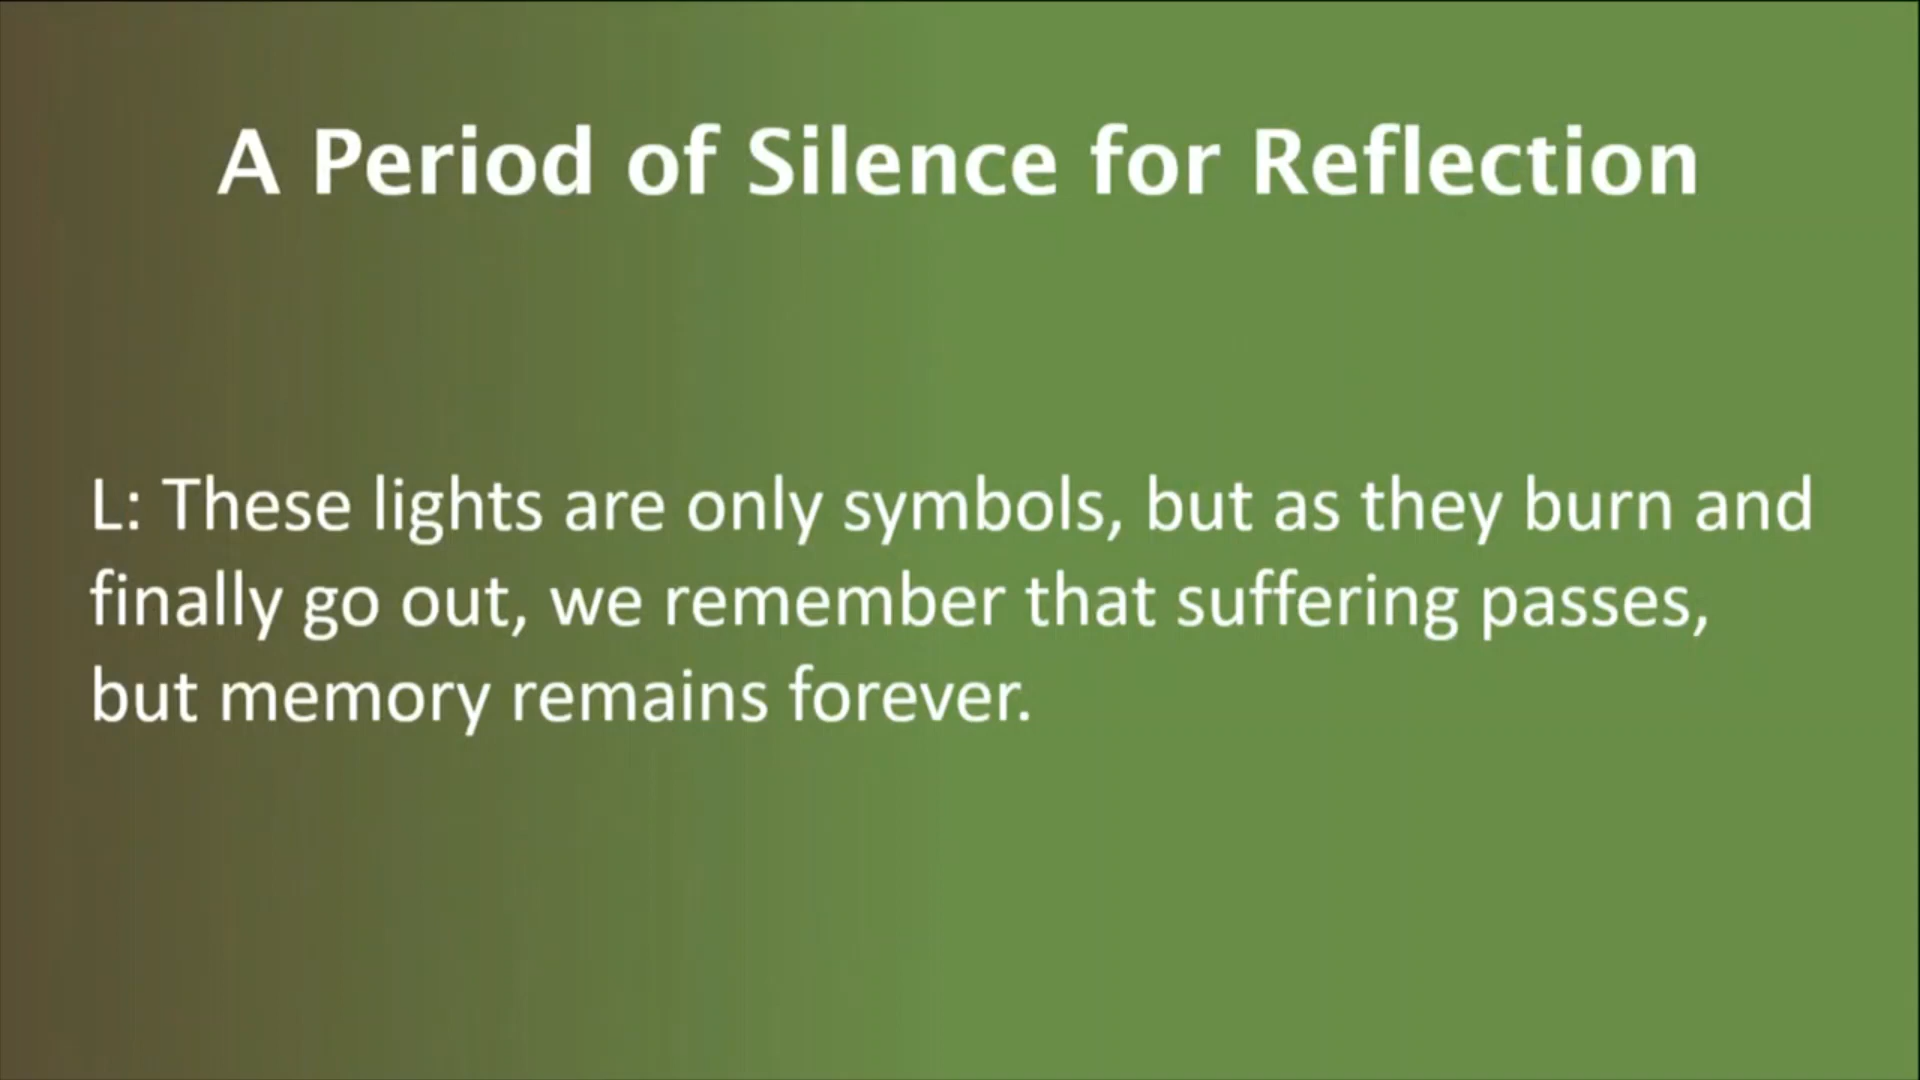 A Period of Silence for Reflection
L: These lights are only symbols, but as they burn and
finally go out, we remember that suffering passes,
but memory remains forever.